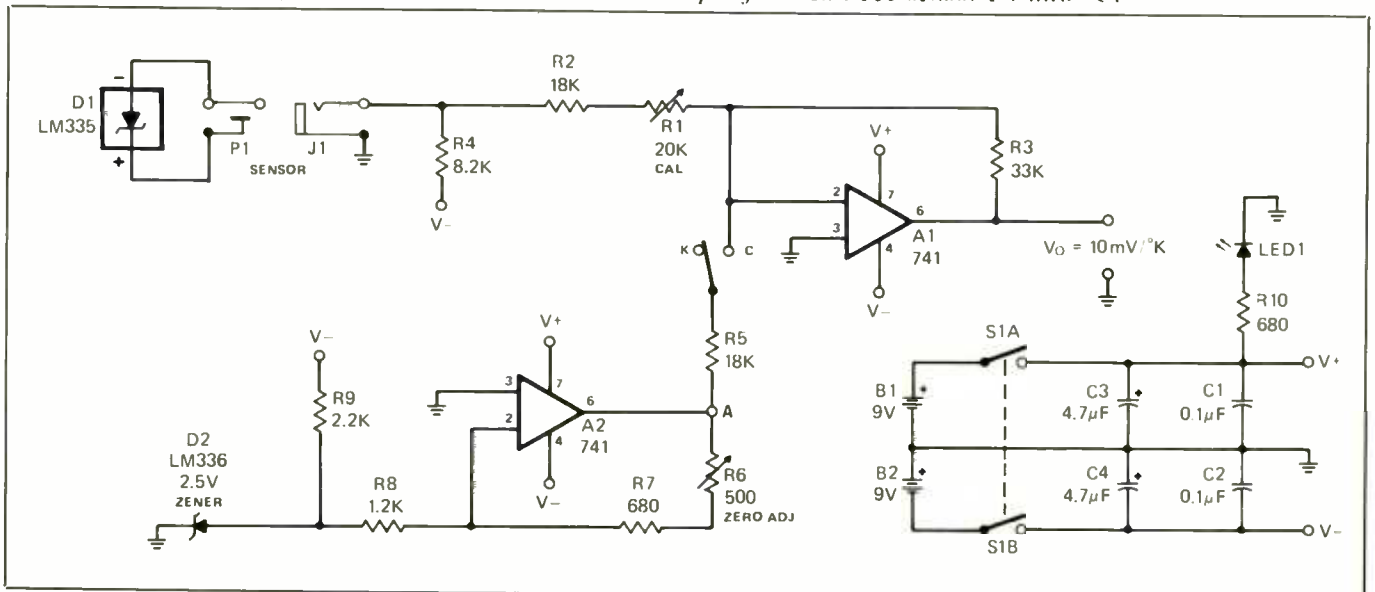 R2
18K
D1
LM335
−
+
P1
SENSOR
J1
R4
8.2K
V−
R1
20K
CAL
V+
R3
33K
2
3
7
6
4
A1
741
V−
V₀ = 10mV/°K
LED1
R10
680
K
C
R5
18K
A
V−
R9
2.2K
V+
3
2
7
6
4
A2
741
V−
D2
LM336
2.5V
ZENER
R8
1.2K
R7
680
R6
500
ZERO ADJ
S1A
B1
9V
+
C3
4.7µF
+
C1
0.1µF
V+
B2
9V
+
C4
4.7µF
+
C2
0.1µF
V−
S1B